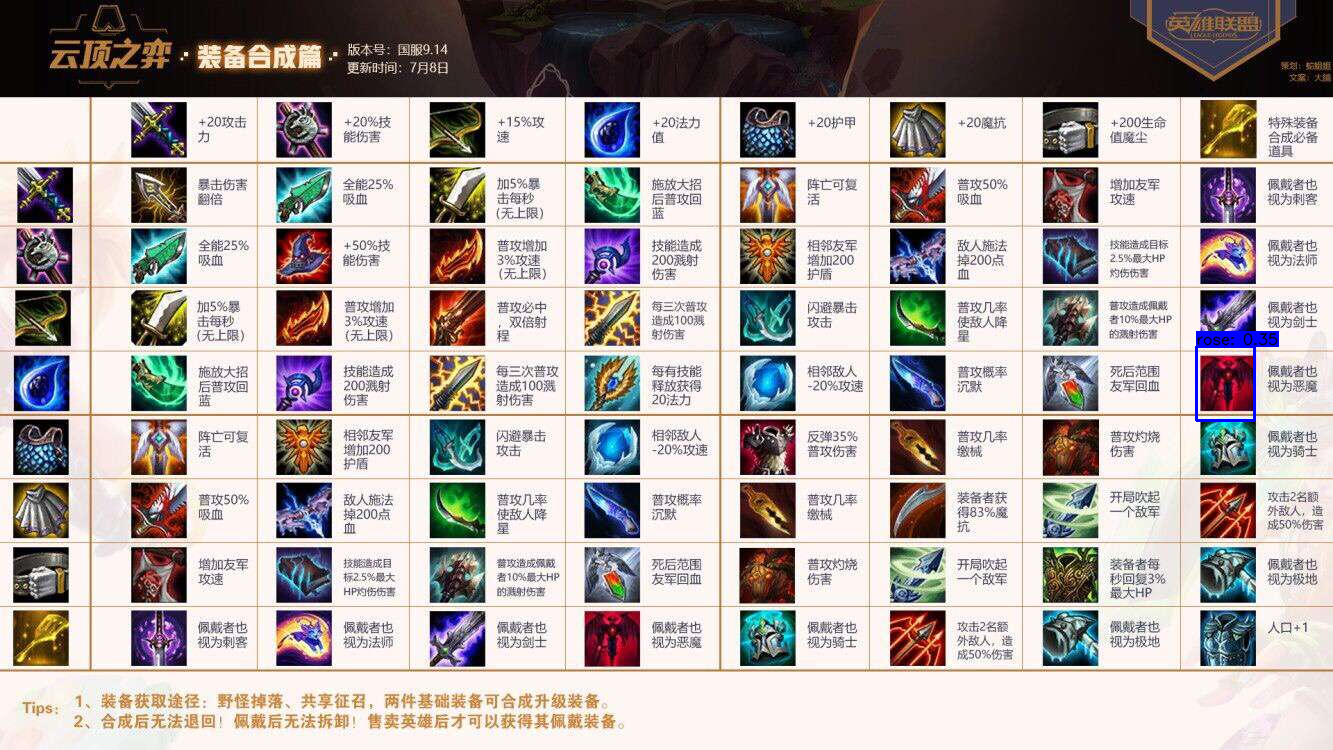 云顶之弈·装备合成篇·
版本号：国服9.14
更新时间：7月8日
英雄联盟
LEAGUE LEGENDS
策划：蛇姐姐
+20攻击
力
+20%技
能伤害
+15%攻
速
+20法力
值
+20护甲
+20魔抗
+200生命
值魔尘
特殊装备
合成必备
道具
暴击伤害
翻倍
全能25%
吸血
加5%暴
击每秒
(无上限)
施放大招
后普攻回
蓝
阵亡可复
活
普攻50%
吸血
增加友军
攻速
佩戴者也
视为刺客
全能25%
吸血
+50%技
能伤害
普攻增加
3%攻速
(无上限)
技能造成
200溅射
伤害
相邻友军
增加200
护盾
敌人施法
掉200点
血
技能造成目标
2.5%最大HP
灼伤伤害
佩戴者也
视为法师
加5%暴
击每秒
(无上限)
普攻增加
3%攻速
(无上限)
普攻必中
，双倍射
程
每三次普攻
造成100溅
射伤害
闪避暴击
攻击
普攻几率
使敌人降
星
普攻造成佩戴
者10%最大HP
的溅射伤害
佩戴者也
视为剑士
rose: 0.35
施放大招
后普攻回
蓝
技能造成
200溅射
伤害
每三次普攻
造成100溅
射伤害
每有技能
释放获得
20法力
相邻敌人
-20%攻速
普攻概率
沉默
死后范围
友军回血
佩戴者也
视为恶魔
阵亡可复
活
相邻友军
增加200
护盾
闪避暴击
攻击
相邻敌人
-20%攻速
反弹35%
普攻伤害
普攻几率
缴械
普攻灼烧
伤害
佩戴者也
视为骑士
普攻50%
吸血
敌人施法
掉200点
血
普攻几率
使敌人降
星
普攻概率
沉默
普攻几率
缴械
装备者获
得83%魔
抗
开局吹起
一个敌军
攻击2名额
外敌人，造
成50%伤害
增加友军
攻速
技能造成目
标2.5%最大
HP灼伤伤害
普攻造成佩戴
者10%最大HP
的溅射伤害
死后范围
友军回血
普攻灼烧
伤害
开局吹起
一个敌军
装备者每
秒回复3%
最大HP
佩戴者也
视为极地
佩戴者也
视为刺客
佩戴者也
视为法师
佩戴者也
视为剑士
佩戴者也
视为恶魔
佩戴者也
视为骑士
攻击2名额
外敌人，造
成50%伤害
佩戴者也
视为极地
人口+1
Tips：
1、装备获取途径：野怪掉落、共享征召，两件基础装备可合成升级装备。
2、合成后无法退回！佩戴后无法拆卸！售卖英雄后才可以获得其佩戴装备。